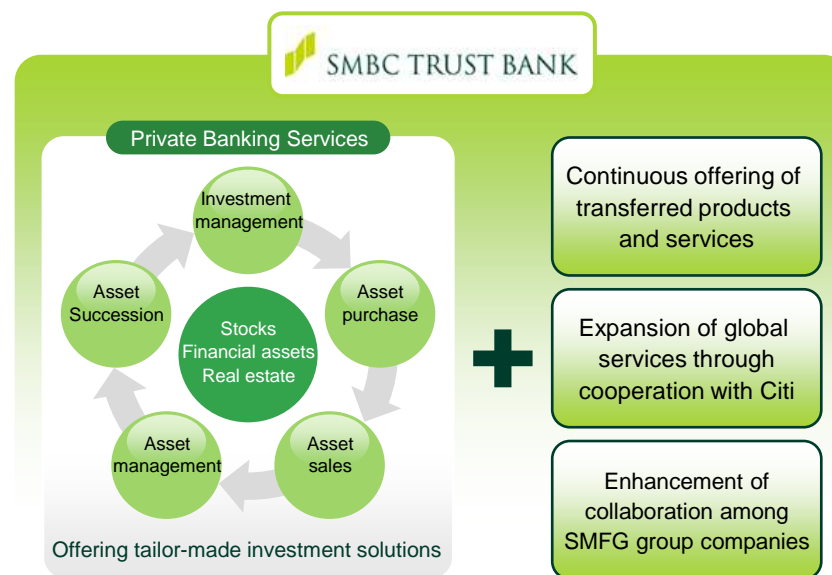 SMBC TRUST BANK
Private Banking Services
Investment
management
Asset
purchase
Asset
sales
Asset
management
Asset
Succession
Stocks
Financial assets
Real estate
Offering tailor-made investment solutions
Continuous offering of
transferred products
and services
Expansion of global
services through
cooperation with Citi
Enhancement of
collaboration among
SMFG group companies